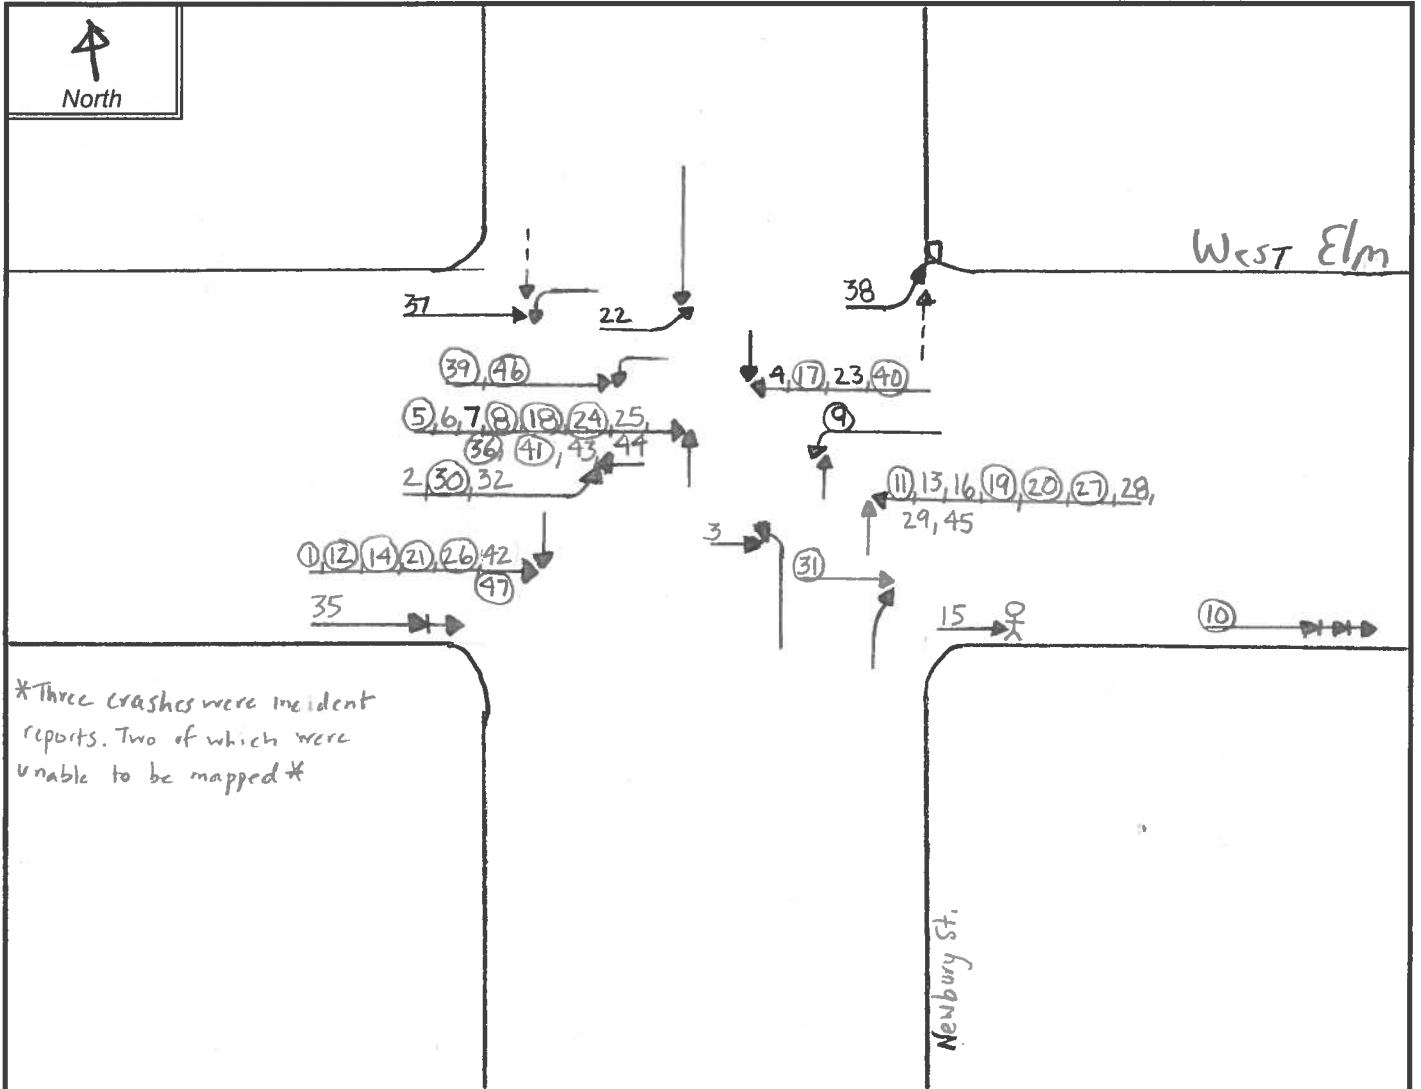 North
West Elm
37
22
38
39, 46
4, 17, 23, 40
5, 6, 7, 8, 18, 24, 25,
36, 41, 43, 44
9
2, 30, 32
11, 13, 16, 19, 20, 27, 28,
29, 45
3
1, 12, 14, 21, 26, 42
47
31
35
15
10
*Three crashes were incident
reports. Two of which were
unable to be mapped*
Newbury St.